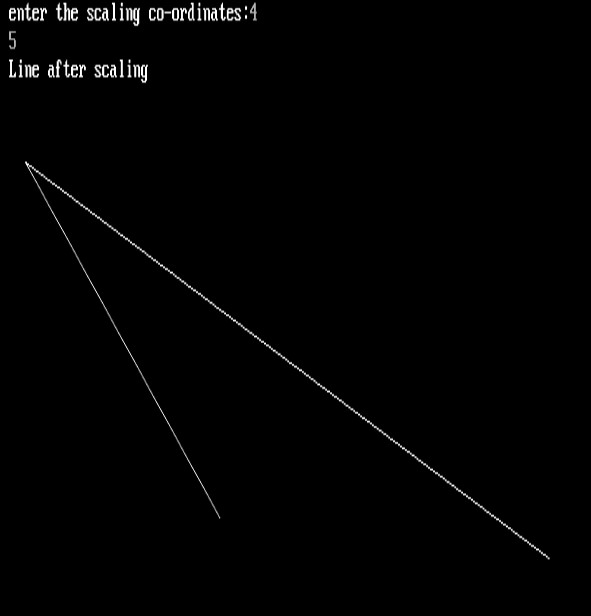 enter the scaling co-ordinates:4
5
Line after scaling